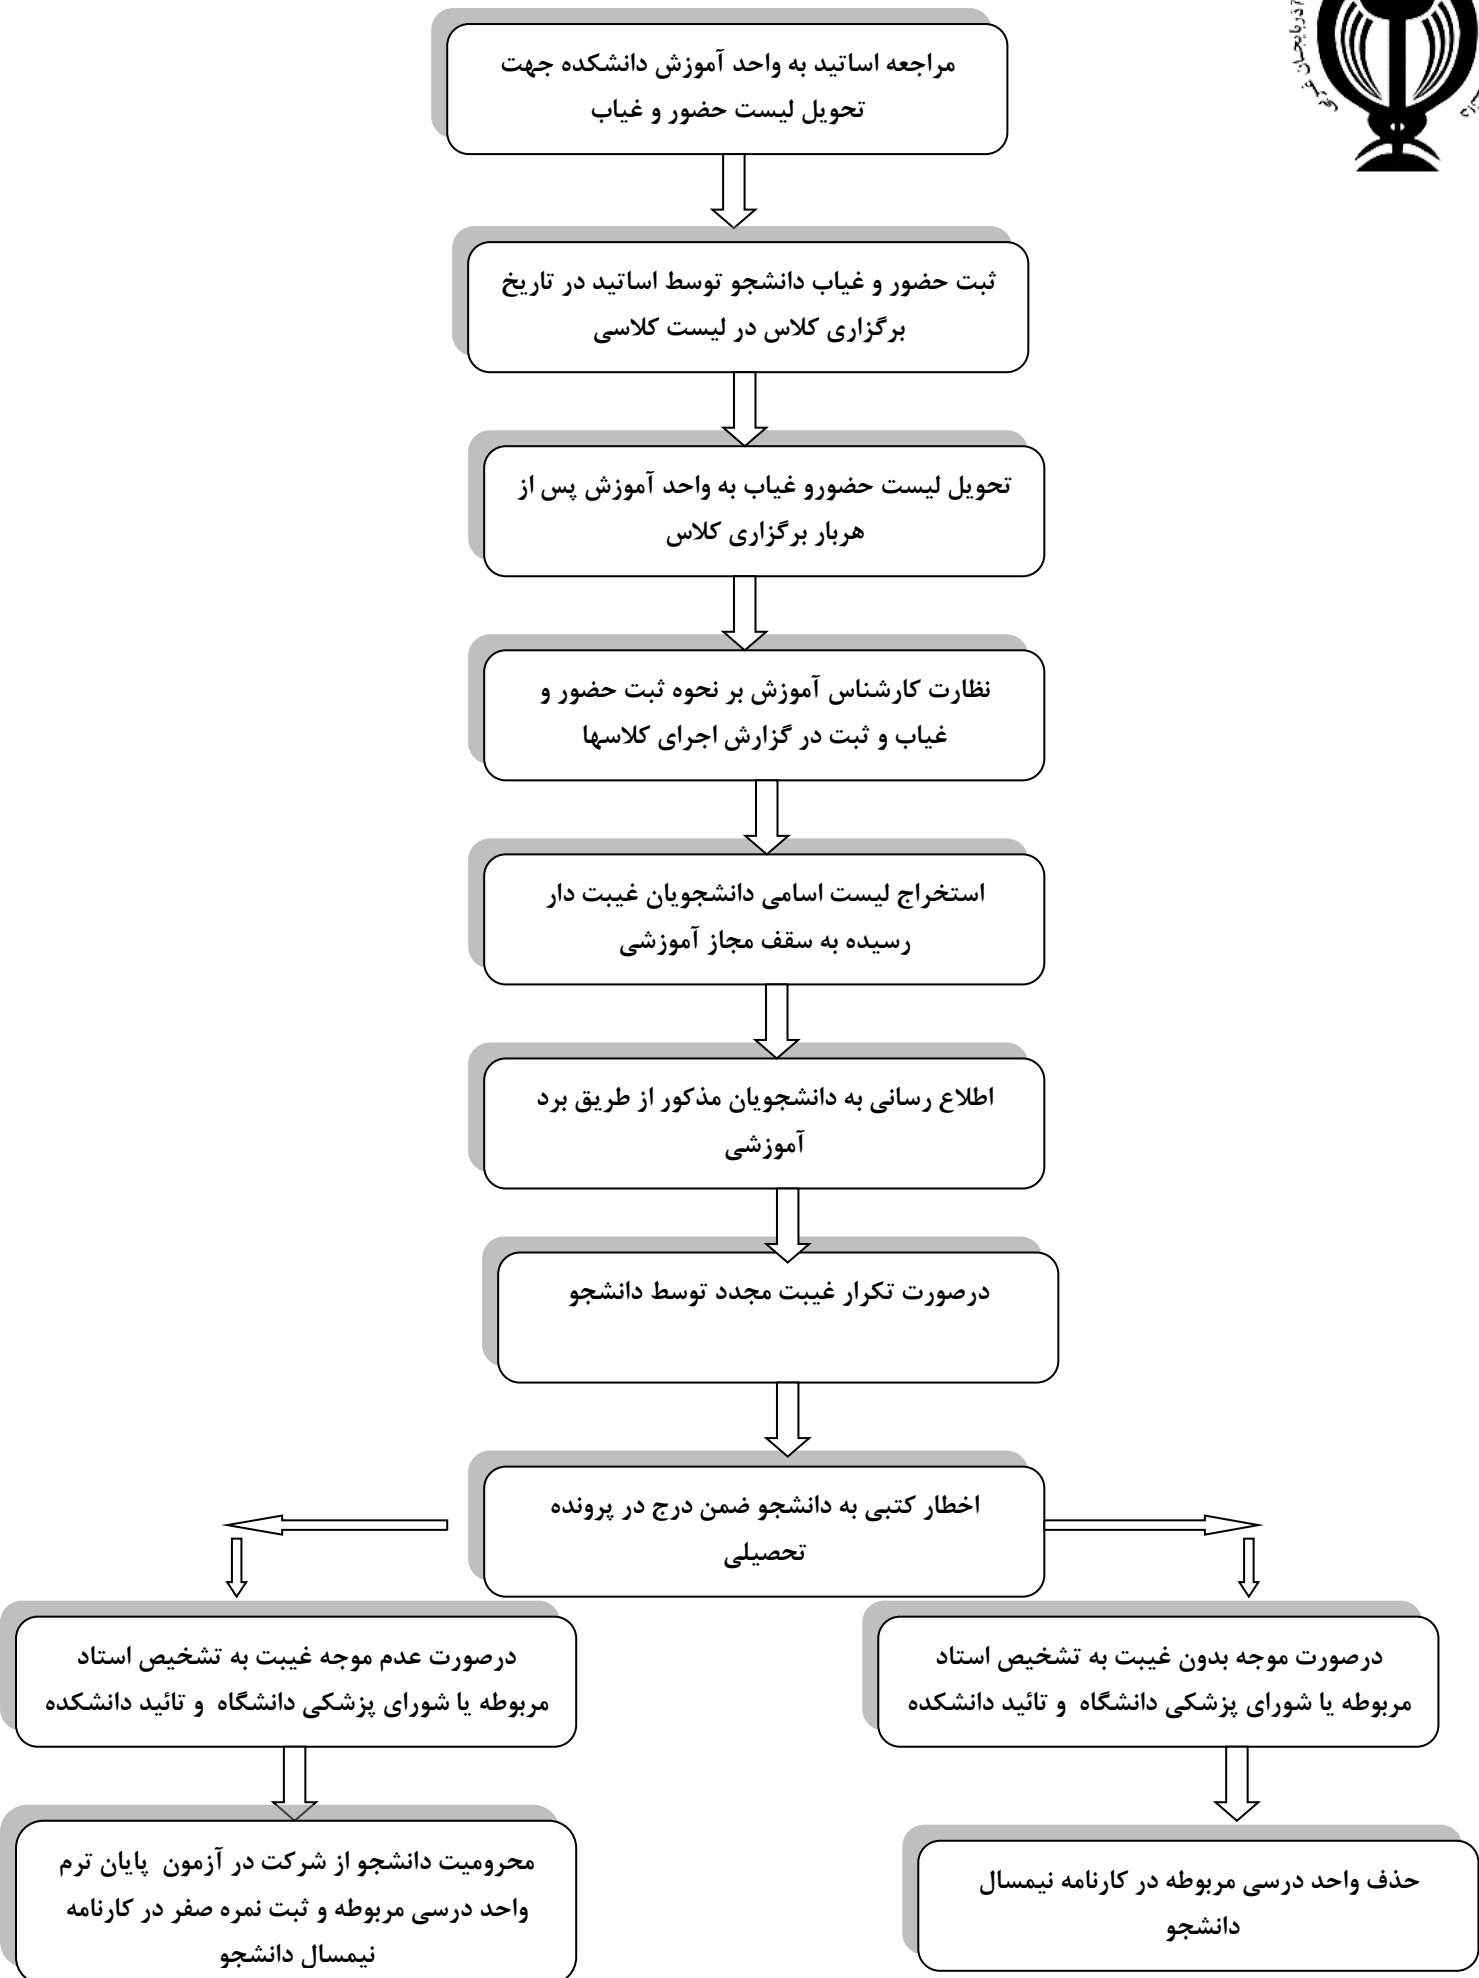 آذربایجان غربی
مراجعه اساتید به واحد آموزش دانشکده جهت
تحویل لیست حضور و غیاب
ثبت حضور و غیاب دانشجو توسط اساتید در تاریخ
برگزاری کلاس در لیست کلاسی
تحویل لیست حضورو غیاب به واحد آموزش پس از
هربار برگزاری کلاس
نظارت کارشناس آموزش بر نحوه ثبت حضور و
غیاب و ثبت در گزارش اجرای کلاسها
استخراج لیست اسامی دانشجویان غیبت دار
رسیده به سقف مجاز آموزشی
اطلاع رسانی به دانشجویان مذکور از طریق برد
آموزشی
درصورت تکرار غیبت مجدد توسط دانشجو
اخطار کتبی به دانشجو ضمن درج در پرونده
تحصیلی
درصورت موجه بدون غیبت به تشخیص استاد
مربوطه یا شورای پزشکی دانشگاه و تائید دانشکده
درصورت عدم موجه غیبت به تشخیص استاد
مربوطه یا شورای پزشکی دانشگاه و تائید دانشکده
حذف واحد درسی مربوطه در کارنامه نیمسال
دانشجو
محرومیت دانشجو از شرکت در آزمون پایان ترم
واحد درسی مربوطه و ثبت نمره صفر در کارنامه
نیمسال دانشجو